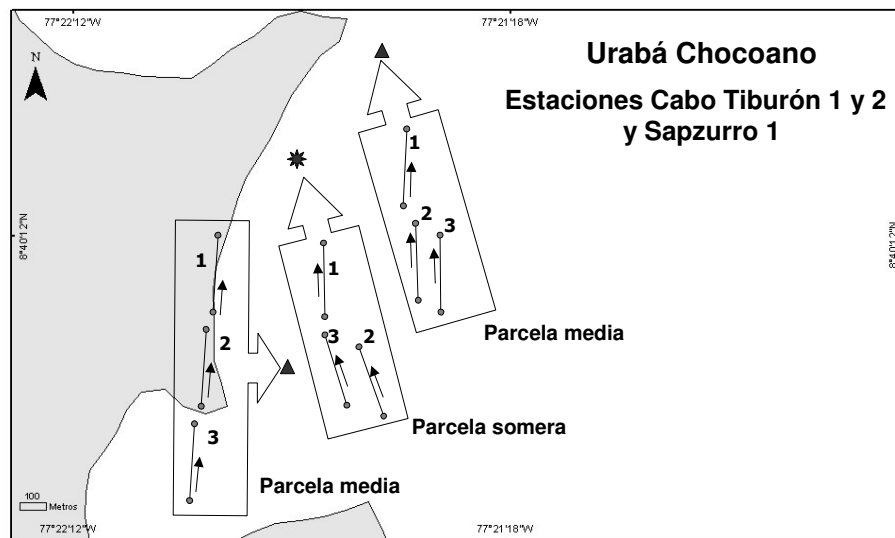 77°22'12"W
77°21'18"W
N
Urabá Chocoano
Estaciones Cabo Tiburón 1 y 2
y Sapzurro 1
8°40'12"N
8°40'12"N
1
2
3
1
2
3
1
3
2
Parcela media
Parcela somera
Parcela media
100
Metros
77°22'12"W
77°21'18"W